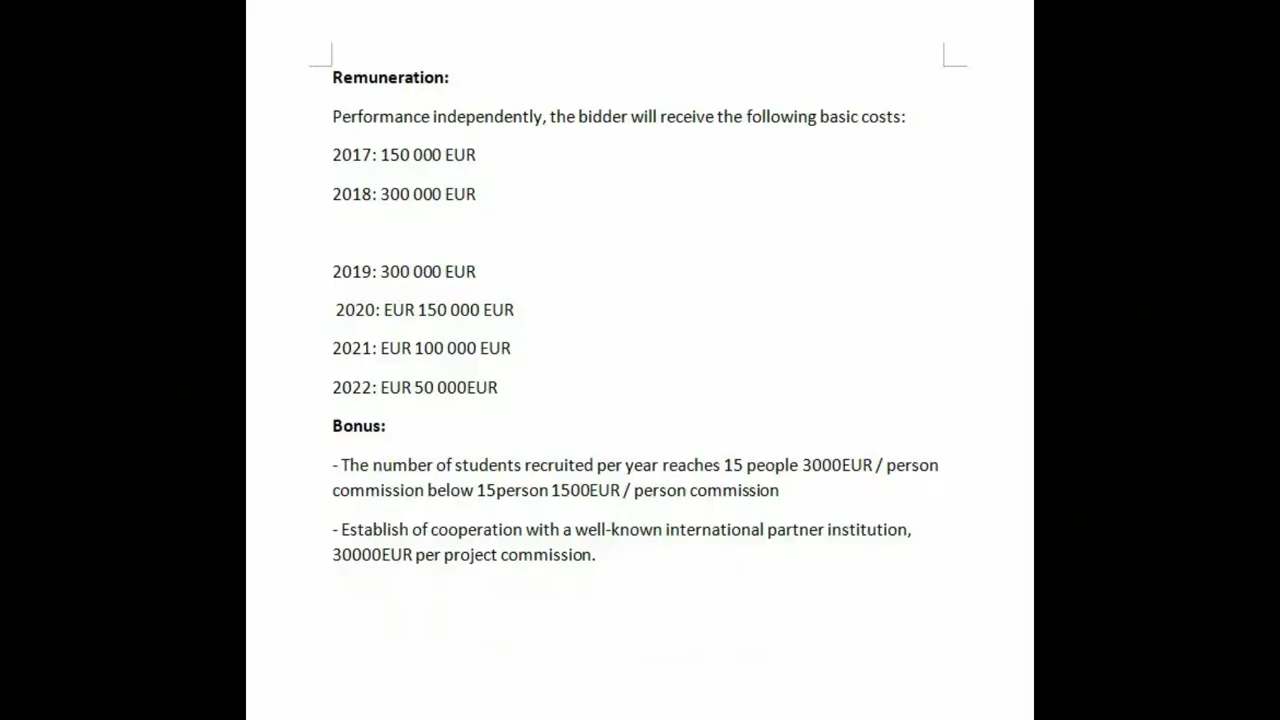 Remuneration:
Performance independently, the bidder will receive the following basic costs:
2017: 150 000 EUR
2018: 300 000 EUR
2019: 300 000 EUR
2020: EUR 150 000 EUR
2021: EUR 100 000 EUR
2022: EUR 50 000EUR
Bonus:
- The number of students recruited per year reaches 15 people 3000EUR / person
commission below 15person 1500EUR / person commission
- Establish of cooperation with a well-known international partner institution,
30000EUR per project commission.